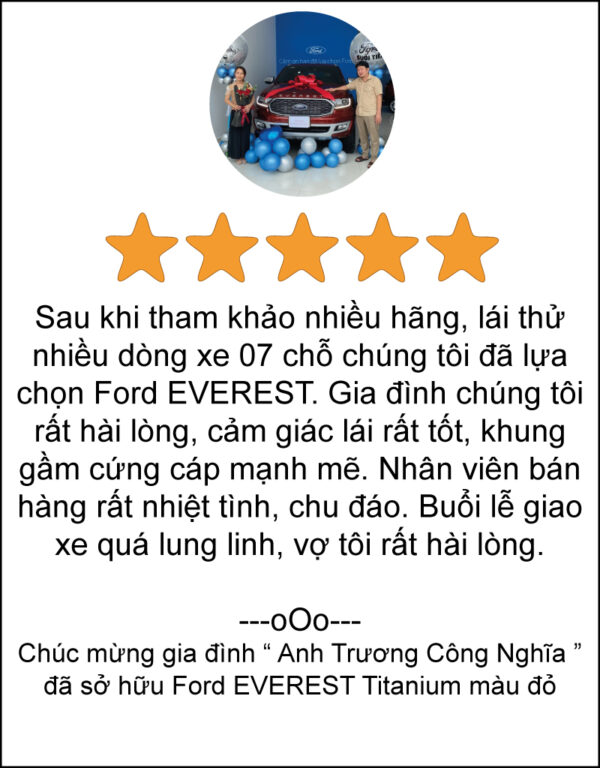 Ford
Sau khi tham khảo nhiều hãng, lái thử
nhiều dòng xe 07 chỗ chúng tôi đã lựa
chọn Ford EVEREST. Gia đình chúng tôi
rất hài lòng, cảm giác lái rất tốt, khung
gầm cứng cáp mạnh mẽ. Nhân viên bán
hàng rất nhiệt tình, chu đáo. Buổi lễ giao
xe quá lung linh, vợ tôi rất hài lòng.
---oOo---
Chúc mừng gia đình “ Anh Trương Công Nghĩa ”
đã sở hữu Ford EVEREST Titanium màu đỏ